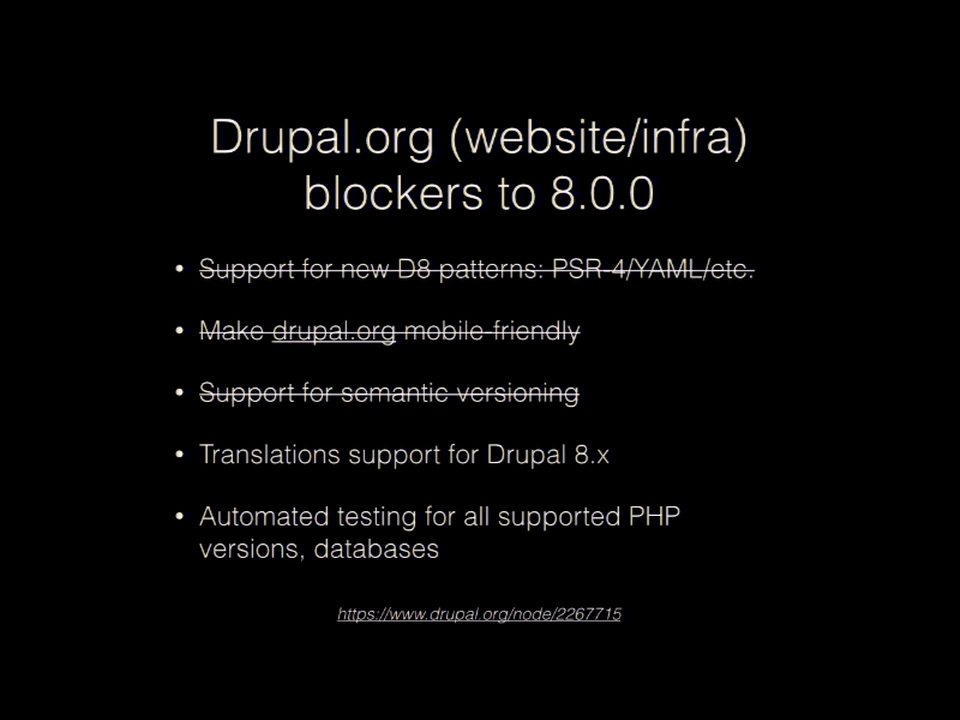 Drupal.org (website/infra)
blockers to 8.0.0
• Support for new D8 patterns: PSR-4/YAML/etc.
• Make drupal.org mobile-friendly
• Support for semantic versioning
• Translations support for Drupal 8.x
• Automated testing for all supported PHP
versions, databases
https://www.drupal.org/node/2267715